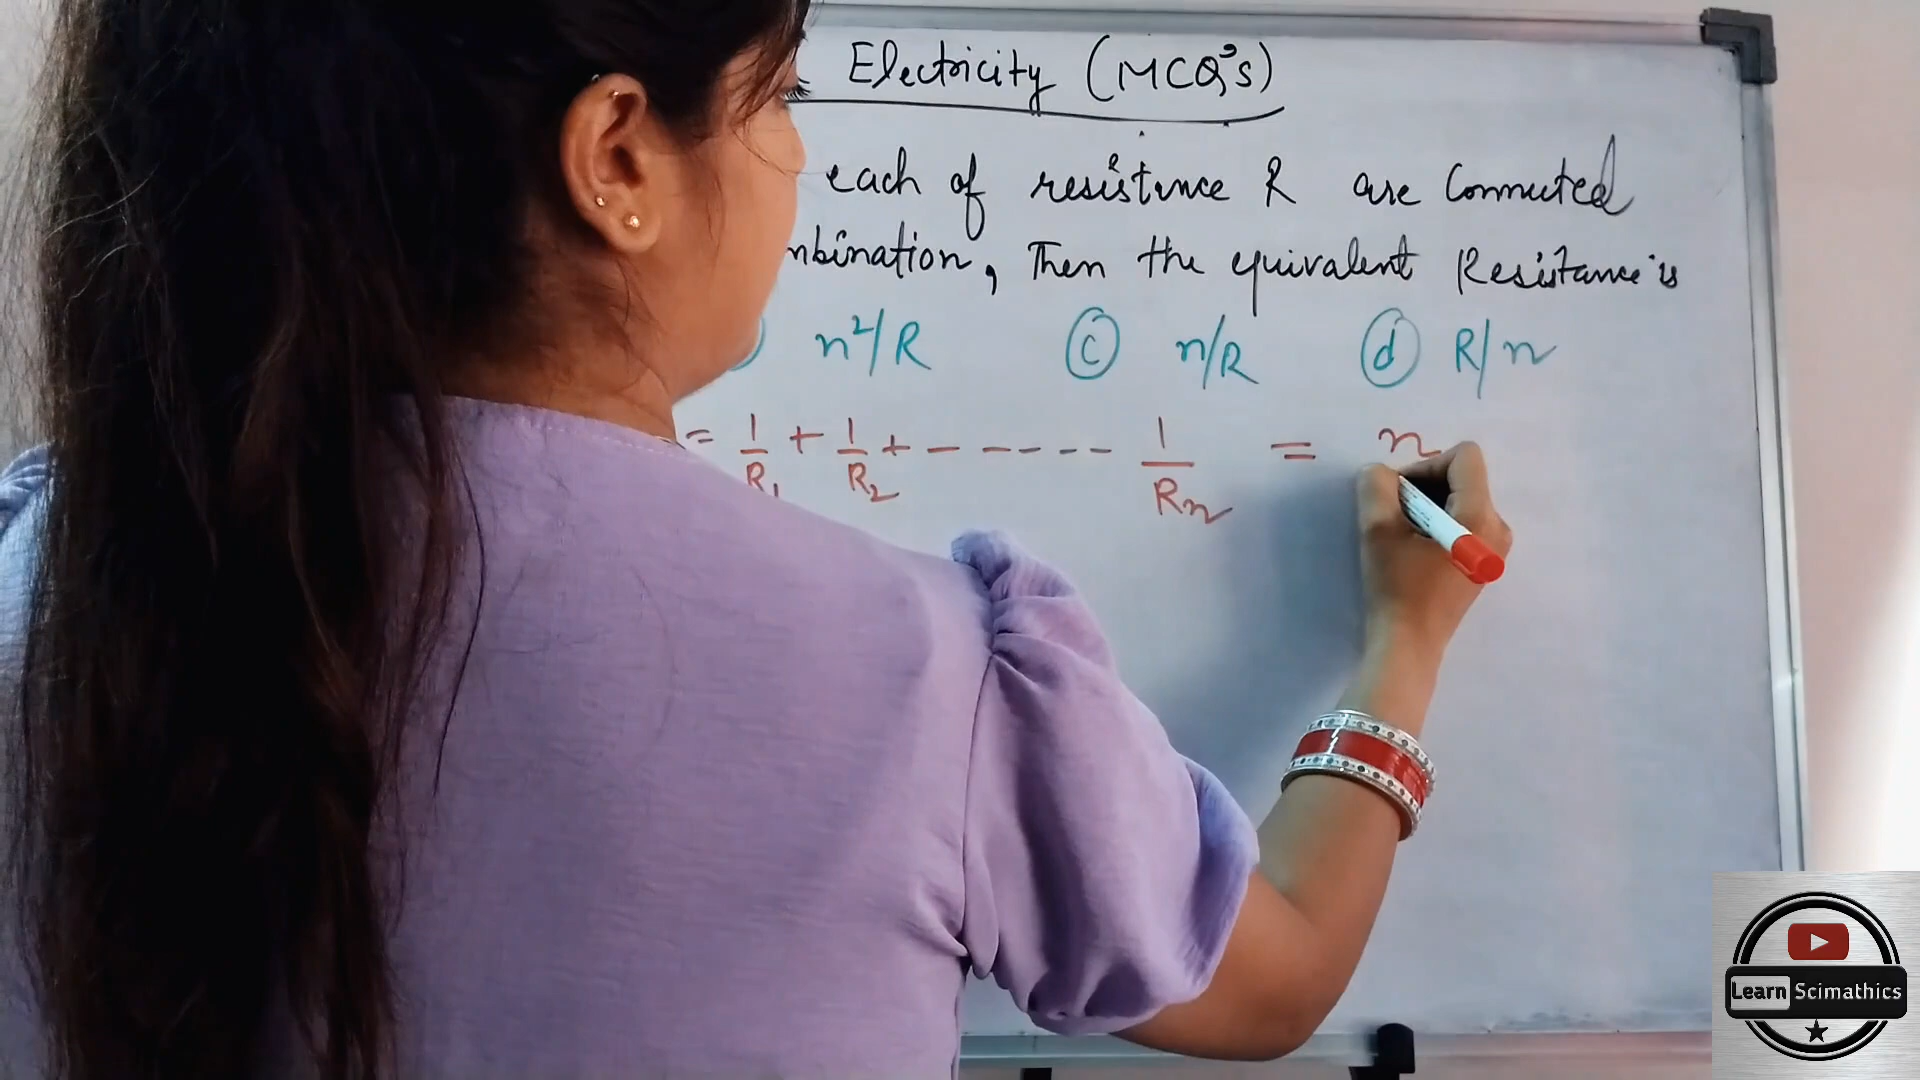 Electricity (MCQ's)
each of resistance R are Connected
mbination, Then the equivalent Resistance is
n²/R (c) n/R (d) R/n
= 1/R₁ + 1/R₂ + - - - - - 1/Rn = n
Learn Scimathics